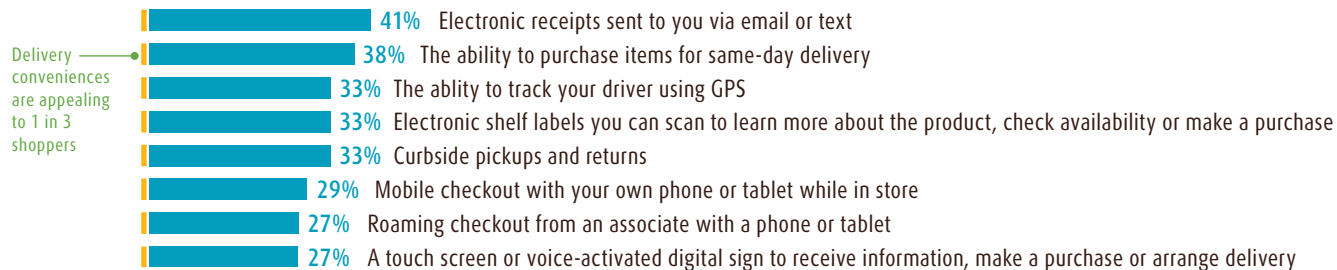 41% Electronic receipts sent to you via email or text
38% The ability to purchase items for same-day delivery
33% The ablity to track your driver using GPS
33% Electronic shelf labels you can scan to learn more about the product, check availability or make a purchase
33% Curbside pickups and returns
29% Mobile checkout with your own phone or tablet while in store
27% Roaming checkout from an associate with a phone or tablet
27% A touch screen or voice-activated digital sign to receive information, make a purchase or arrange delivery
Delivery
conveniences
are appealing
to 1 in 3
shoppers